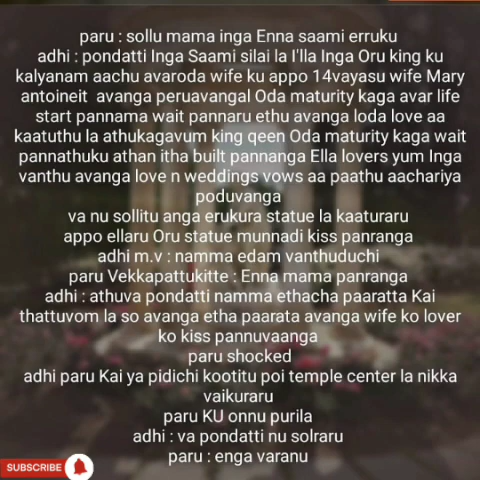 paru : sollu mama inga Enna saami erruku
adhi : pondatti Inga Saami silai la I'lla Inga Oru king ku
kalyanam aachu avaroda wife ku appo 14vayasu wife Mary
antoineit avanga peruavangal Oda maturity kaga avar life
start pannama wait pannaru ethu avanga loda love aa
kaatuthu la athukagavum king qeen Oda maturity kaga wait
pannathuku athan itha built pannanga Ella lovers yum Inga
vanthu avanga love n weddings vows aa paathu aachariya
poduvanga
va nu sollitu anga erukura statue la kaaturaru
appo ellaru Oru statue munnadi kiss panranga
adhi m.v : namma edam vanthuduchi
paru Vekkapattukitte : Enna mama panranga
adhi : athuva pondatti namma ethacha paaratta Kai
thattuvom la so avanga etha paarata avanga wife ko lover
ko kiss pannuvaanga
paru shocked
adhi paru Kai ya pidichi kootitu poi temple center la nikka
vaikuraru
paru KU onnu purila
adhi : va pondatti nu solraru
paru : enga varanu
SUBSCRIBE